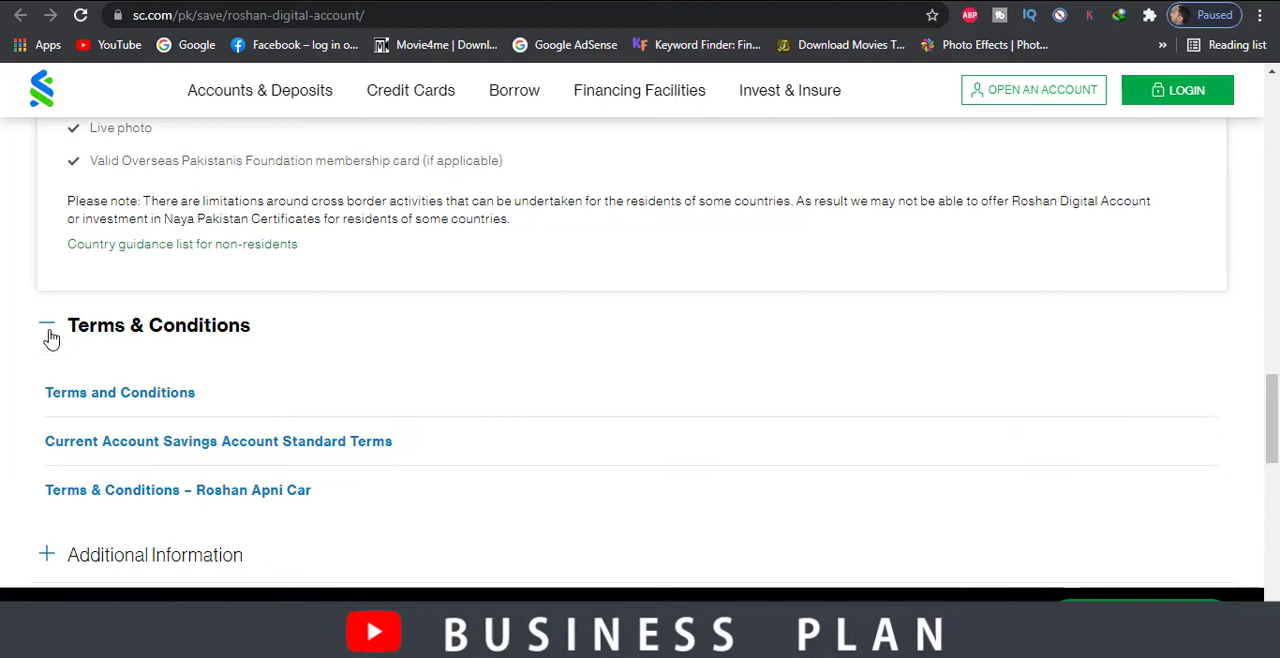 sc.com/pk/save/roshan-digital-account/
ABP
IQ
K
Paused
Apps
YouTube
Google
Facebook – log in o...
Movie4me | Downl...
Google AdSense
KF
Keyword Finder: Fin...
Download Movies T...
Photo Effects | Phot...
»
Reading list
Accounts & Deposits
Credit Cards
Borrow
Financing Facilities
Invest & Insure
OPEN AN ACCOUNT
LOGIN
Live photo
Valid Overseas Pakistanis Foundation membership card (if applicable)
Please note: There are limitations around cross border activities that can be undertaken for the residents of some countries. As result we may not be able to offer Roshan Digital Account
or investment in Naya Pakistan Certificates for residents of some countries.
Country guidance list for non-residents
Terms & Conditions
Terms and Conditions
Current Account Savings Account Standard Terms
Terms & Conditions – Roshan Apni Car
Additional Information
BUSINESS PLAN